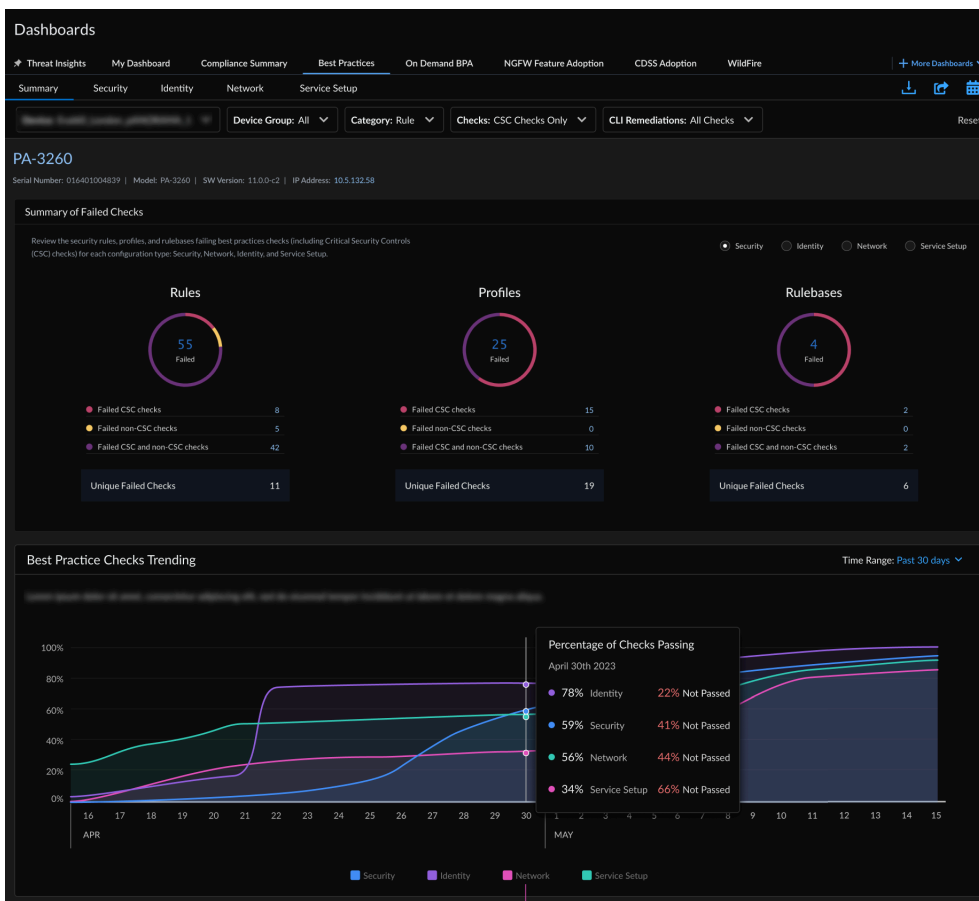 Dashboards
Threat Insights My Dashboard Compliance Summary Best Practices On Demand BPA NGFW Feature Adoption CDSS Adoption WildFire + More Dashboards
Summary Security Identity Network Service Setup
Device Group: All Category: Rule Checks: CSC Checks Only CLI Remediations: All Checks Reset
PA-3260
Serial Number: 016401004839 | Model: PA-3260 | SW Version: 11.0.0-c2 | IP Address: 10.5.132.58
Summary of Failed Checks
Review the security rules, profiles, and rulebases failing best practices checks (including Critical Security Controls
(CSC) checks) for each configuration type: Security, Network, Identity, and Service Setup.
Security Identity Network Service Setup
Rules Profiles Rulebases
55 25 4
Failed Failed Failed
Failed CSC checks 8 Failed CSC checks 15 Failed CSC checks 2
Failed non-CSC checks 5 Failed non-CSC checks 0 Failed non-CSC checks 0
Failed CSC and non-CSC checks 42 Failed CSC and non-CSC checks 10 Failed CSC and non-CSC checks 2
Unique Failed Checks 11 Unique Failed Checks 19 Unique Failed Checks 6
Best Practice Checks Trending Time Range: Past 30 days
100%
80%
60%
40%
20%
0%
Percentage of Checks Passing
April 30th 2023
78% Identity 22% Not Passed
59% Security 41% Not Passed
56% Network 44% Not Passed
34% Service Setup 66% Not Passed
16 17 18 19 20 21 22 23 24 25 26 27 28 29 30 1 2 3 4 5 6 7 8 9 10 11 12 13 14 15
APR MAY
Security Identity Network Service Setup